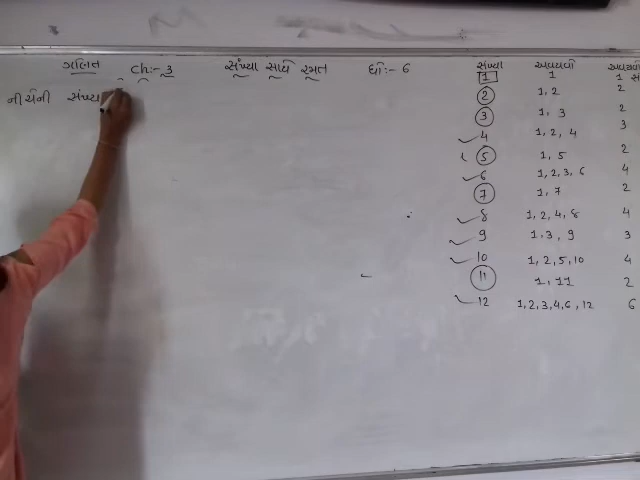 ગણિત ch:- 3 સંખ્યા સાથે રમત ધો:- 6
નીચેની સંખ્યા
સંખ્યા અવયવો અવયવો
1 1 1
2 1, 2 2
3 1, 3 2
4 1, 2, 4 3
5 1, 5 2
6 1, 2, 3, 6 4
7 1, 7 2
8 1, 2, 4, 8 4
9 1, 3, 9 3
10 1, 2, 5, 10 4
11 1, 11 2
12 1, 2, 3, 4, 6, 12 6